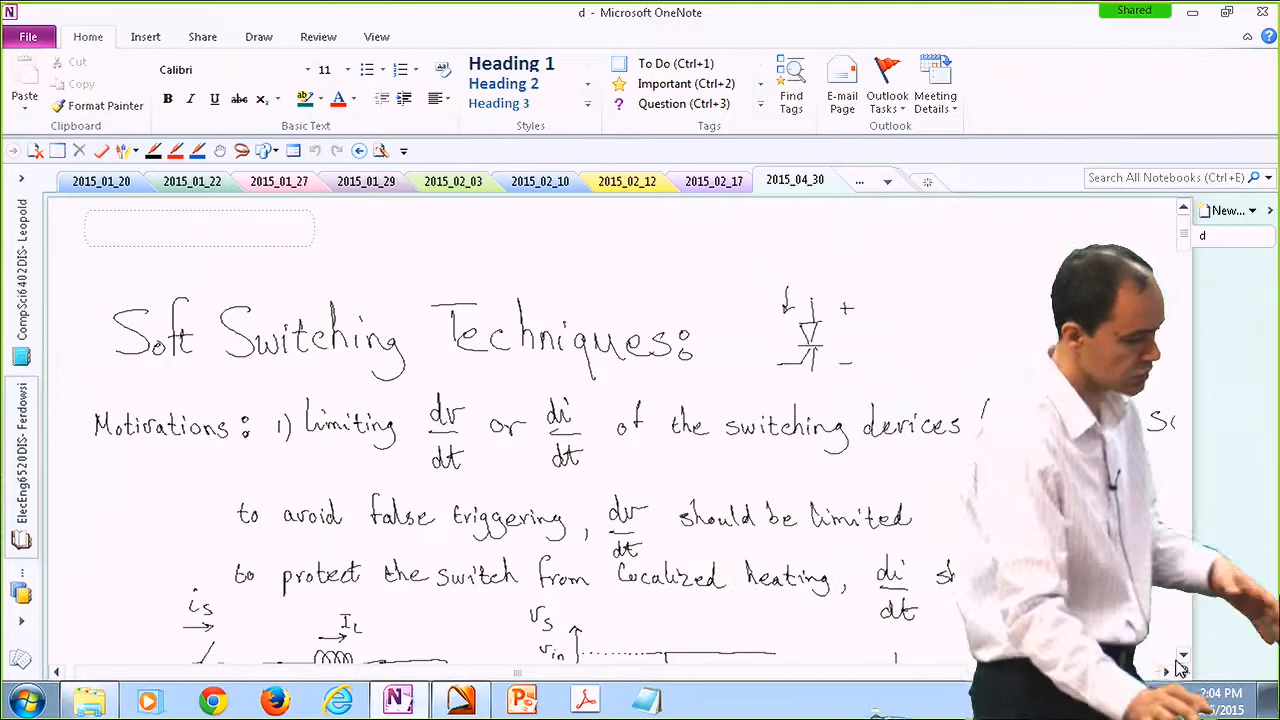 d - Microsoft OneNote
Shared
File Home Insert Share Draw Review View
Cut
Copy
Format Painter
Paste
Clipboard
Calibri 11
B I U abc
Basic Text
Heading 1
Heading 2
Heading 3
Styles
To Do (Ctrl+1)
Important (Ctrl+2)
Question (Ctrl+3)
Tags
Find Tags
E-mail Page
Outlook Tasks
Meeting Details
Outlook
2015_01_20 2015_01_22 2015_01_27 2015_01_29 2015_02_03 2015_02_10 2015_02_12 2015_02_17 2015_04_30 ...
Search All Notebooks (Ctrl+E)
New...
d
CompSci6402DIS- Leopold
ElecEng6520DIS- Ferdowsi
Soft Switching Techniques:
+
-
Motivations: 1) limiting dv/dt or di/dt of the switching devices
to avoid false triggering, dv/dt should be limited
to protect the switch from localized heating, di/dt sh
is
IL
vs
vin
2:04 PM